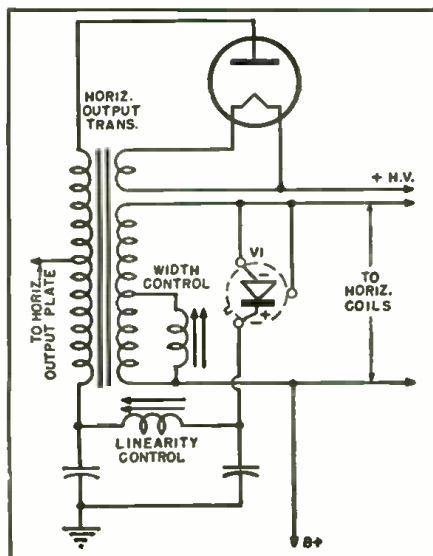 HORIZ.
OUTPUT
TRANS.
+ H.V.
V1
-
+
WIDTH
CONTROL
TO
HORIZ.
COILS
TO HORIZ.
OUTPUT PLATE
LINEARITY
CONTROL
B+